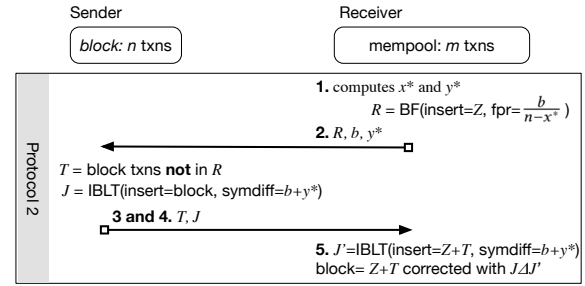 Sender
Receiver
block: n txns
mempool: m txns
Protocol 2
1. computes x* and y*
R = BF(insert=Z, fpr=b/(n−x*))
2. R, b, y*
T = block txns not in R
J = IBLT(insert=block, symdiff=b+y*)
3 and 4. T, J
5. J'=IBLT(insert=Z+T, symdiff=b+y*)
block= Z+T corrected with JΔJ'